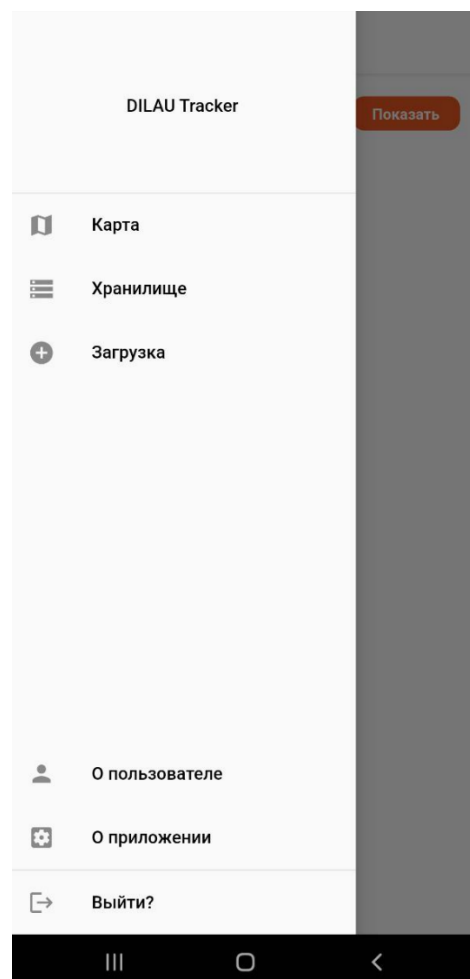 DILAU Tracker
Показать
Карта
Хранилище
Загрузка
О пользователе
О приложении
Выйти?